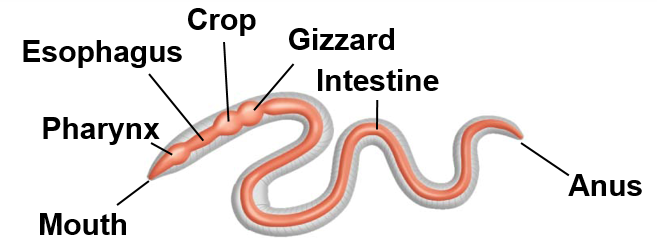 Crop
Esophagus
Gizzard
Intestine
Pharynx
Anus
Mouth